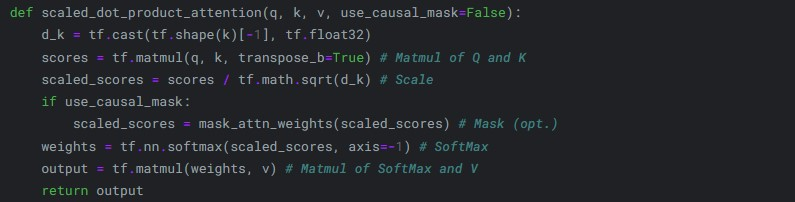 def scaled_dot_product_attention(q, k, v, use_causal_mask=False):
    d_k = tf.cast(tf.shape(k)[-1], tf.float32)
    scores = tf.matmul(q, k, transpose_b=True) # Matmul of Q and K
    scaled_scores = scores / tf.math.sqrt(d_k) # Scale
    if use_causal_mask:
        scaled_scores = mask_attn_weights(scaled_scores) # Mask (opt.)
    weights = tf.nn.softmax(scaled_scores, axis=-1) # SoftMax
    output = tf.matmul(weights, v) # Matmul of SoftMax and V
    return output